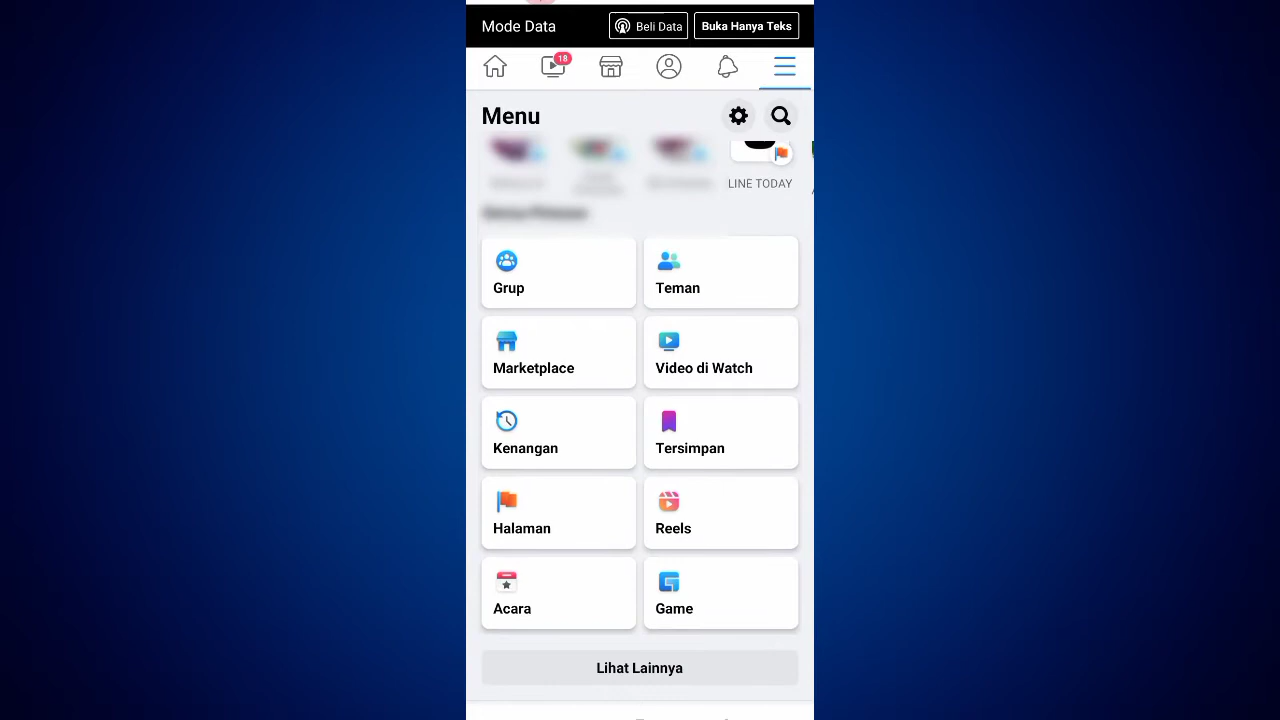 Mode Data
Beli Data
Buka Hanya Teks
18
Menu
LINE TODAY
Grup
Teman
Marketplace
Video di Watch
Kenangan
Tersimpan
Halaman
Reels
Acara
Game
Lihat Lainnya